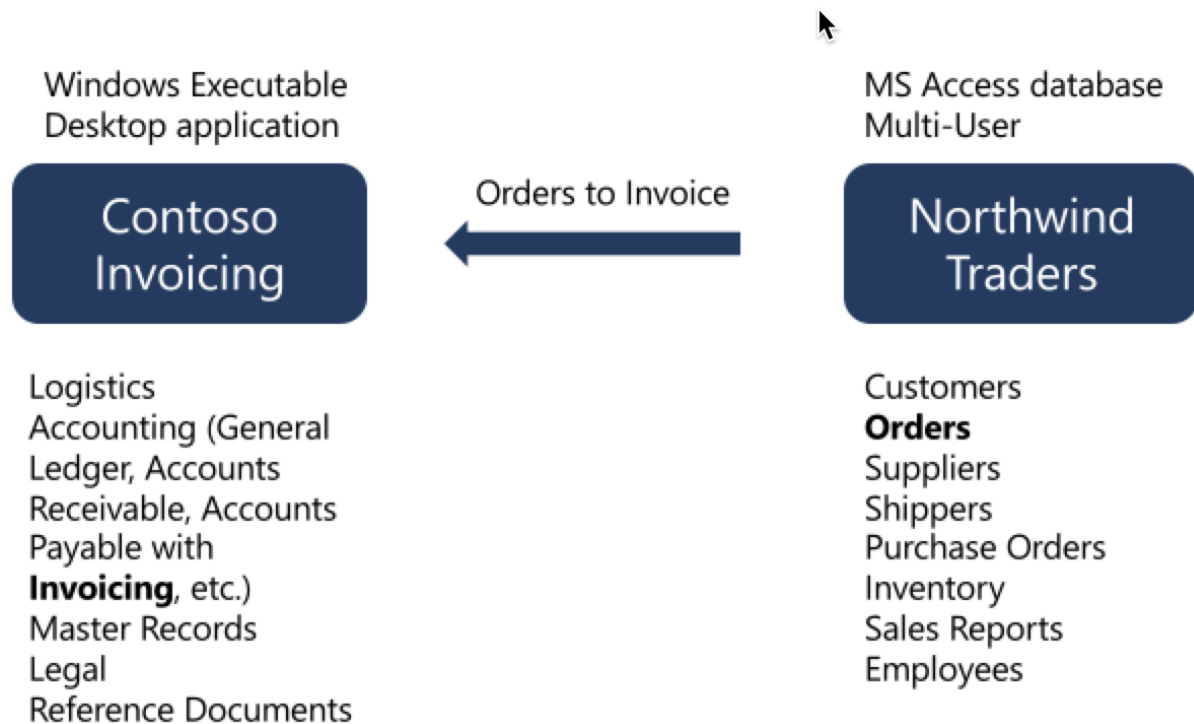 Windows Executable
Desktop application
Contoso
Invoicing
Logistics
Accounting (General
Ledger, Accounts
Receivable, Accounts
Payable with
Invoicing, etc.)
Master Records
Legal
Reference Documents
Orders to Invoice
MS Access database
Multi-User
Northwind
Traders
Customers
Orders
Suppliers
Shippers
Purchase Orders
Inventory
Sales Reports
Employees